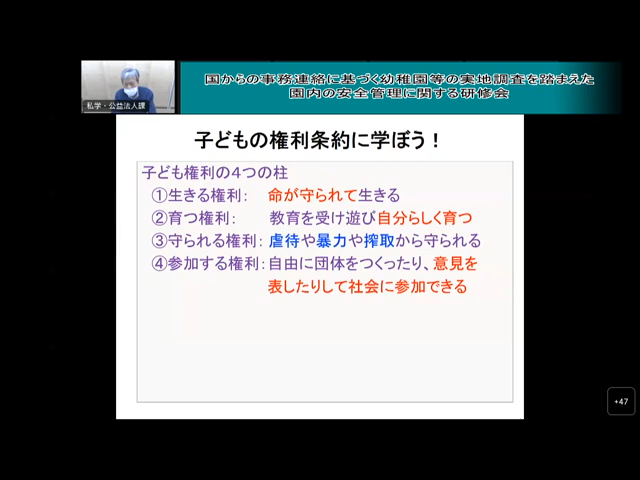 国からの事務連絡に基づく幼稚園等の実地調査を踏まえた
園内の安全管理に関する研修会
私学・公益法人課
子どもの権利条約に学ぼう！
子ども権利の４つの柱
①生きる権利： 命が守られて生きる
②育つ権利： 教育を受け遊び自分らしく育つ
③守られる権利：虐待や暴力や搾取から守られる
④参加する権利：自由に団体をつくったり、意見を
表したりして社会に参加できる
+47